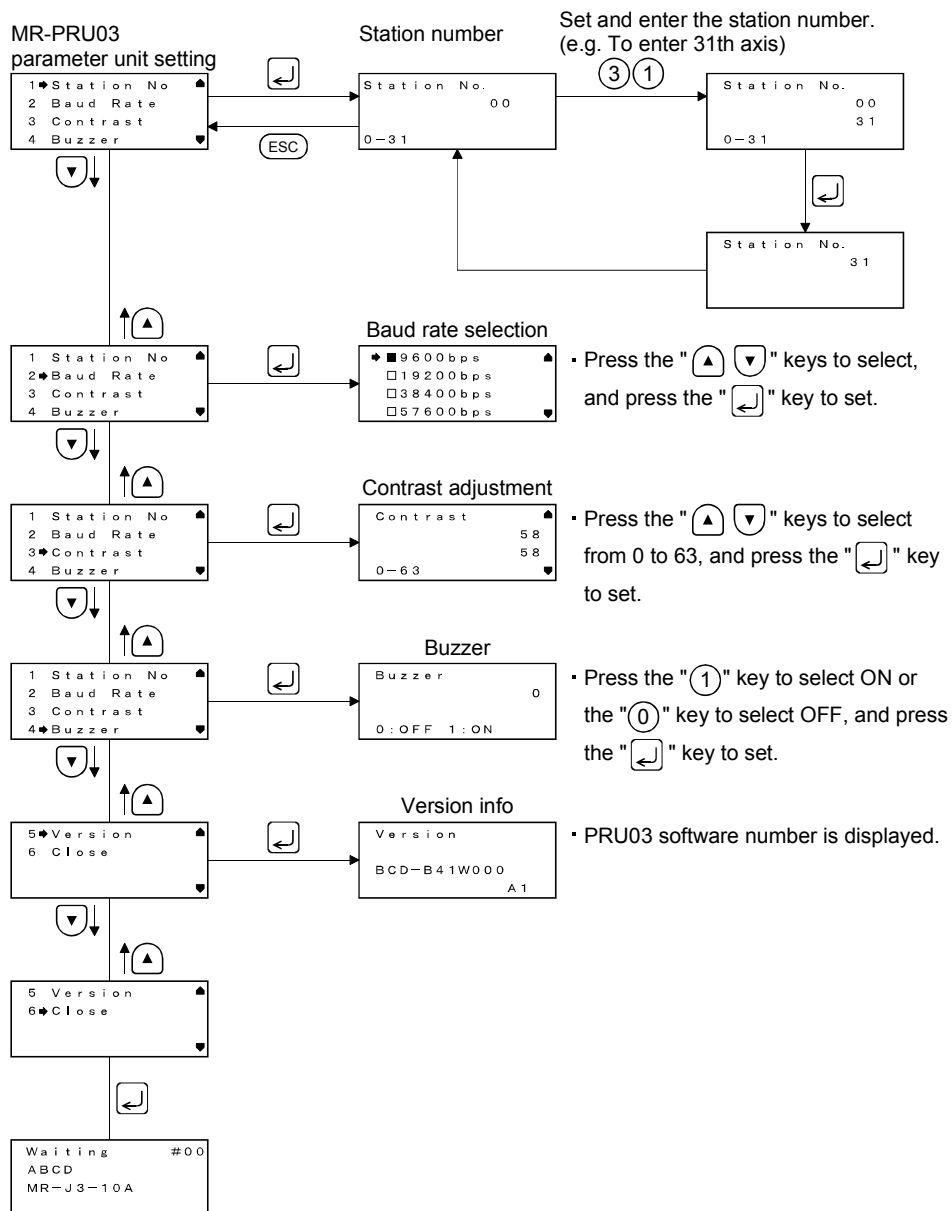 MR-PRU03
parameter unit setting
Station number
Set and enter the station number.
(e.g. To enter 31th axis)
3 1
1 Station No
2 Baud Rate
3 Contrast
4 Buzzer
ESC
Station No.
00
0-31
Station No.
00
31
0-31
Station No.
31
1 Station No
2 Baud Rate
3 Contrast
4 Buzzer
Baud rate selection
■9600bps
□19200bps
□38400bps
□57600bps
▪ Press the "▲ ▼" keys to select,
and press the "↵" key to set.
1 Station No
2 Baud Rate
3 Contrast
4 Buzzer
Contrast adjustment
Contrast
58
58
0-63
▪ Press the "▲ ▼" keys to select
from 0 to 63, and press the "↵" key
to set.
1 Station No
2 Baud Rate
3 Contrast
4 Buzzer
Buzzer
Buzzer
0
0:OFF 1:ON
▪ Press the "1" key to select ON or
the "0" key to select OFF, and press
the "↵" key to set.
5 Version
6 Close
Version info
Version
BCD-B41W000
A1
▪ PRU03 software number is displayed.
5 Version
6 Close
Waiting #00
ABCD
MR-J3-10A